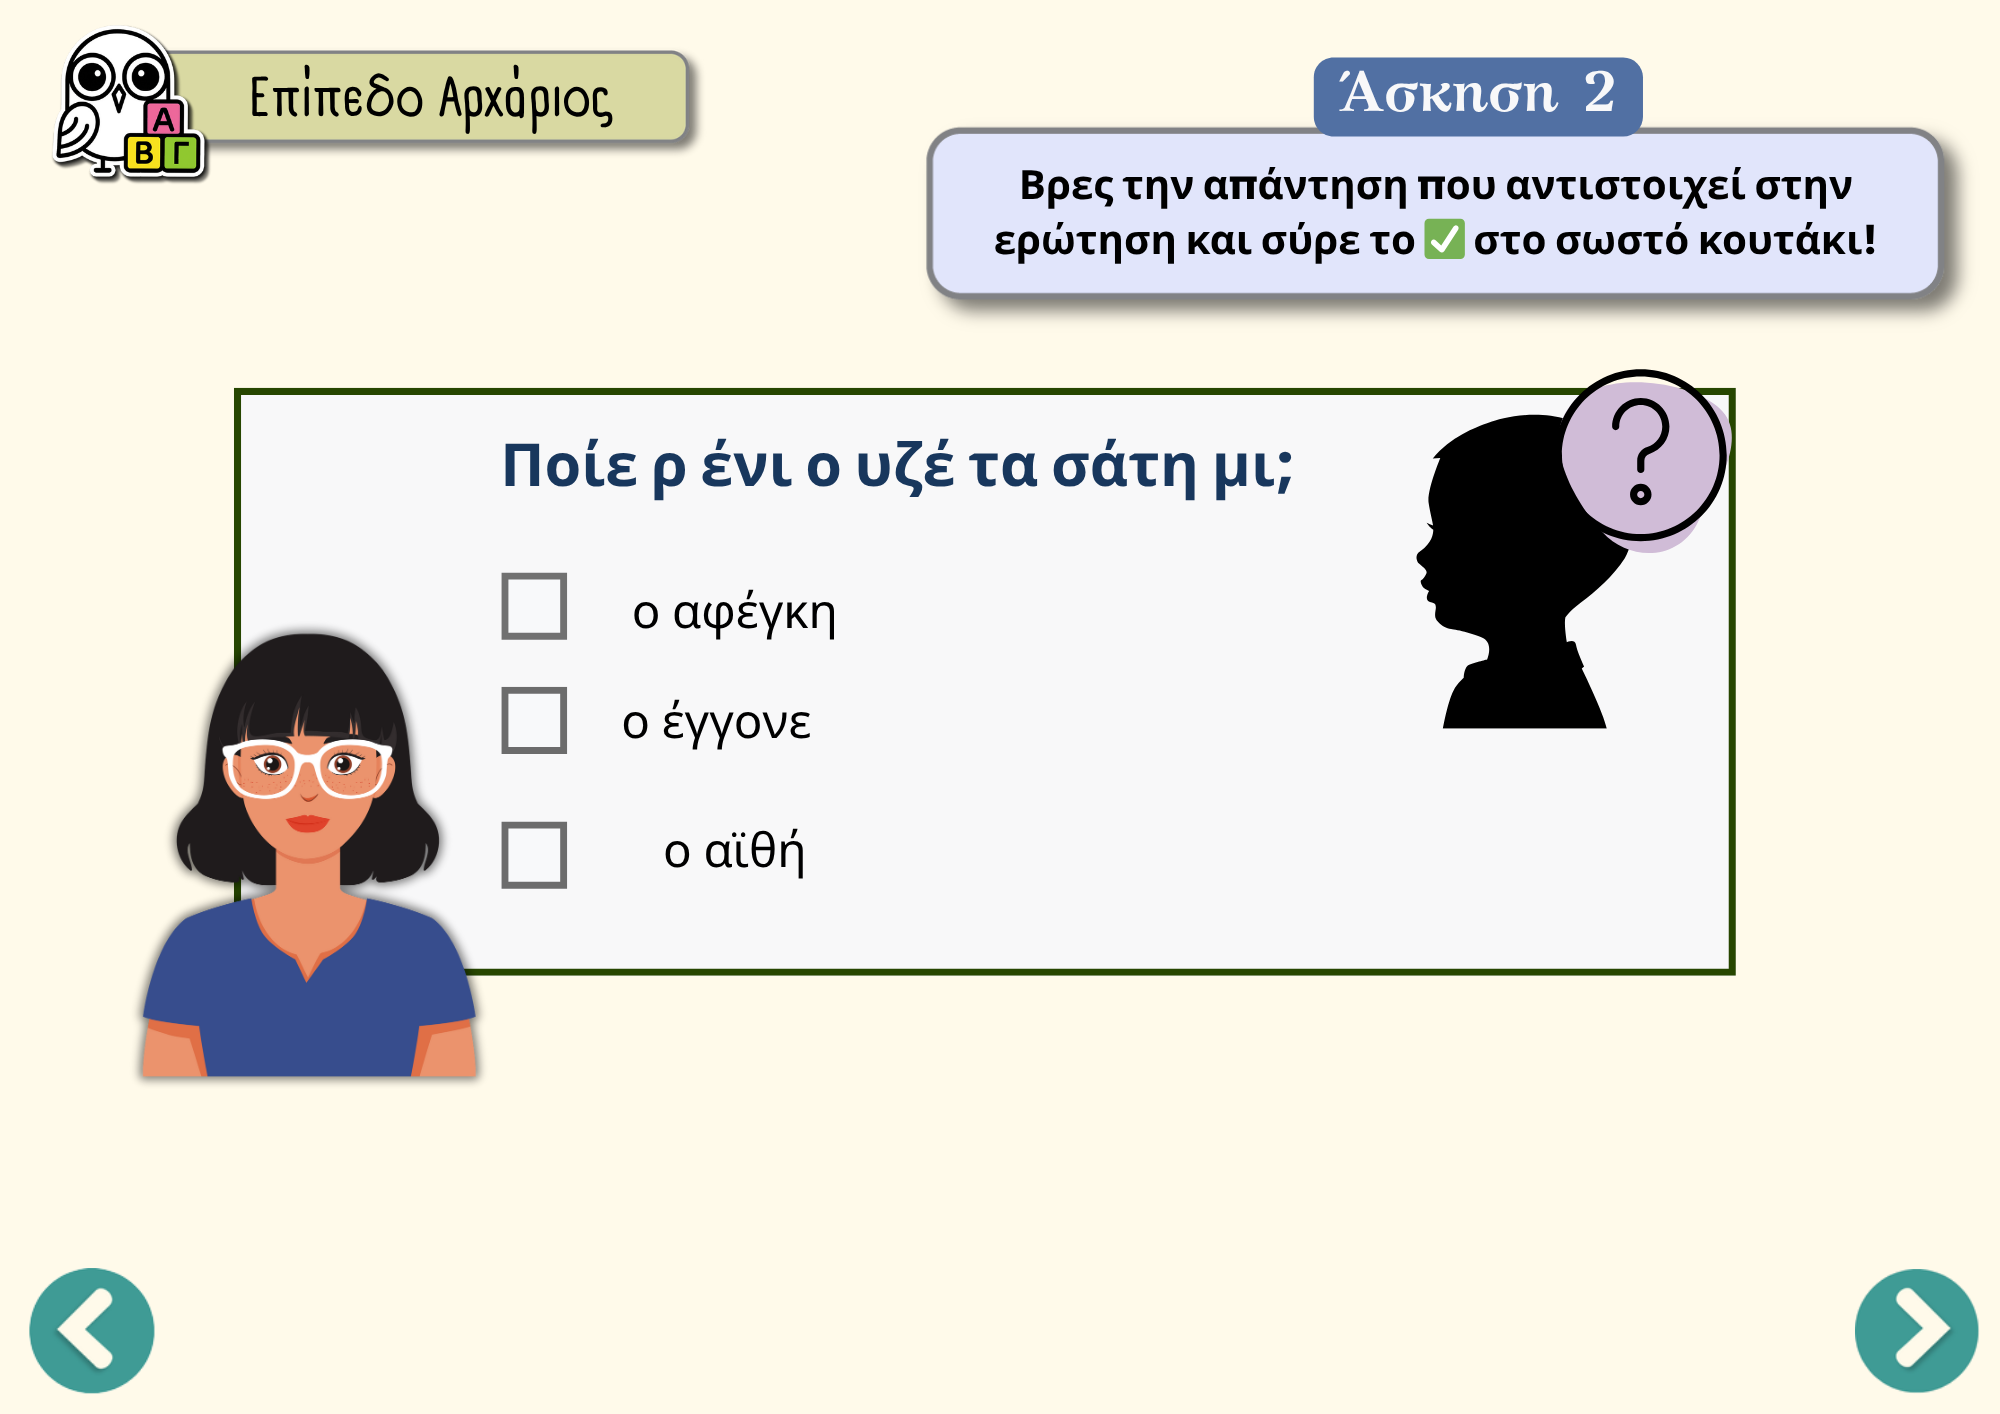 Επίπεδο Αρχάριος
Άσκηση 2
Βρες την απάντηση που αντιστοιχεί στην
ερώτηση και σύρε το ✅ στο σωστό κουτάκι!
Ποίε ρ ένι ο υζέ τα σάτη μι;
ο αφέγκη
ο έγγονε
ο αϊθή
Α
Β Γ
?